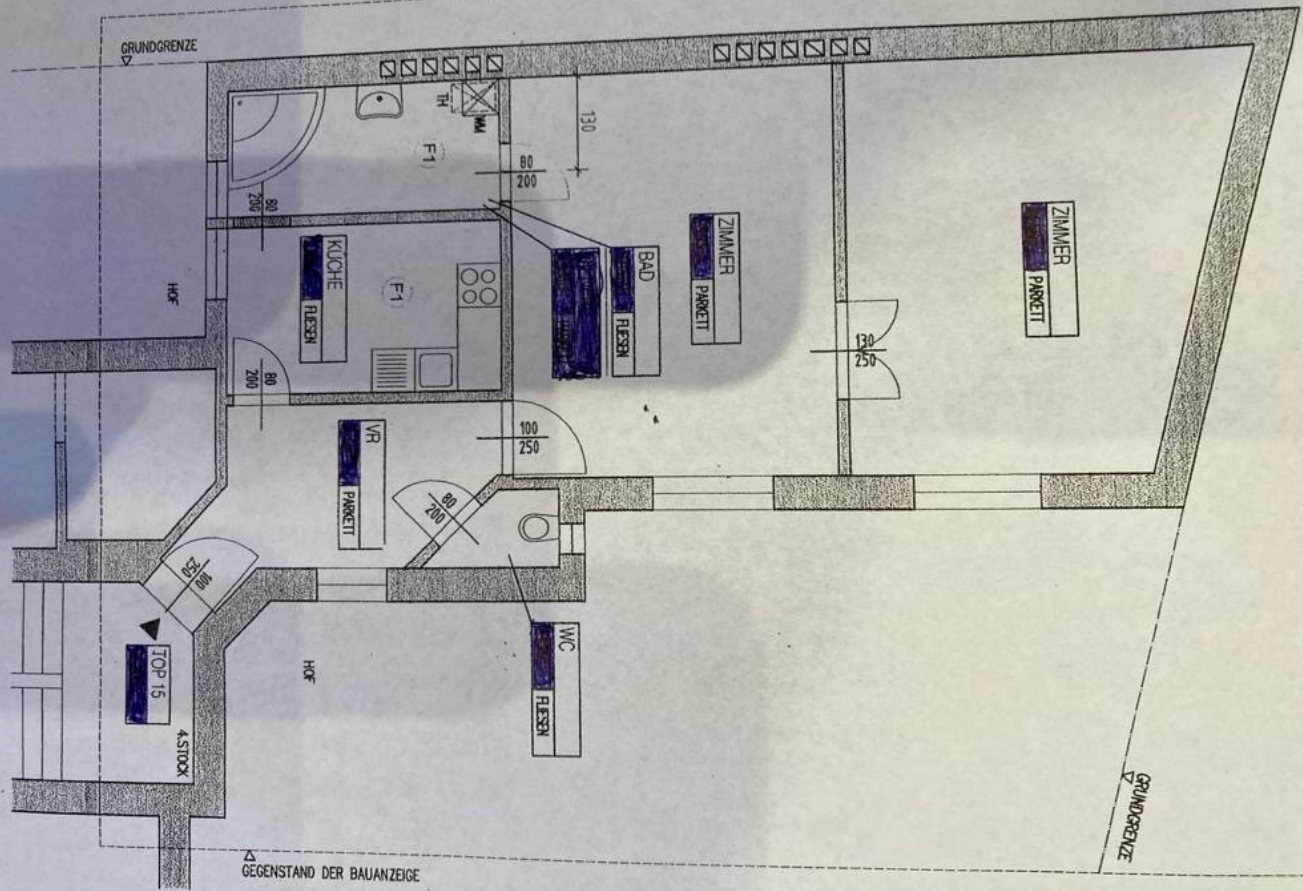 GRUNDGRENZE
130
TH
WM
F1
80
200
60
200
ZIMMER
PARKETT
ZIMMER
PARKETT
BAD
FLIESEN
KÜCHE
FLIESEN
F1
HOF
130
250
80
200
100
250
VR
PARKETT
80
200
100
250
WC
FLIESEN
TOP 15
4.STOCK
HOF
GRUNDGRENZE
GEGENSTAND DER BAUANZEIGE